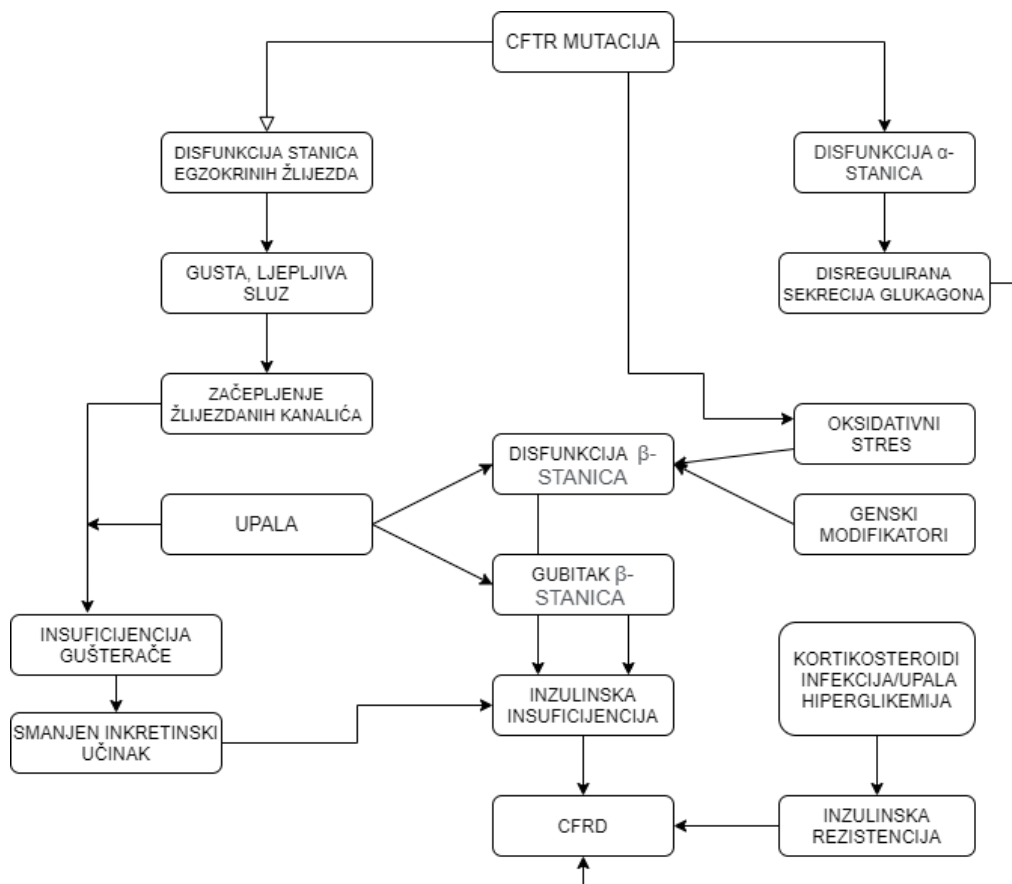 CFTR MUTACIJA
DISFUNKCIJA STANICA
EGZOKRINIH ŽLIJEZDA
DISFUNKCIJA α-
STANICA
GUSTA, LJEPLJIVA
SLUZ
DISREGULIRANA
SEKRECIJA GLUKAGONA
ZAČEPLJENJE
ŽLIJEZDANIH KANALIĆA
OKSIDATIVNI
STRES
DISFUNKCIJA β-
STANICA
UPALA
GENSKI
MODIFIKATORI
GUBITAK β-
STANICA
INSUFICIJENCIJA
GUŠTERAČE
KORTIKOSTEROIDI
INFEKCIJA/UPALA
HIPERGLIKEMIJA
INZULINSKA
INSUFICIJENCIJA
SMANJEN INKRETINSKI
UČINAK
CFRD
INZULINSKA
REZISTENCIJA